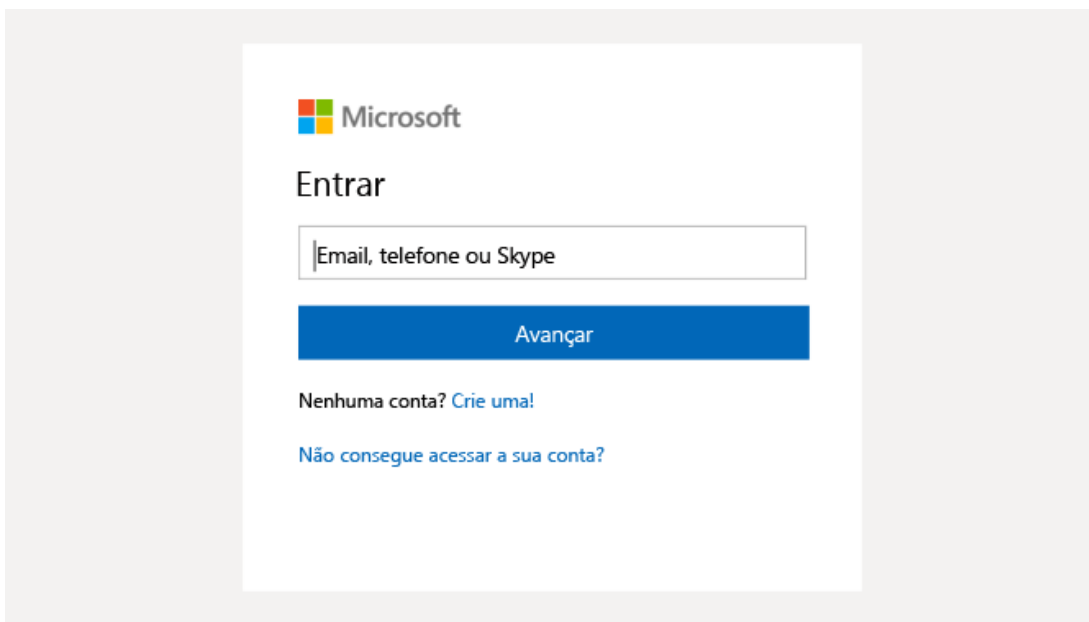 Microsoft
Entrar
Email, telefone ou Skype
Avançar
Nenhuma conta? Crie uma!
Não consegue acessar a sua conta?